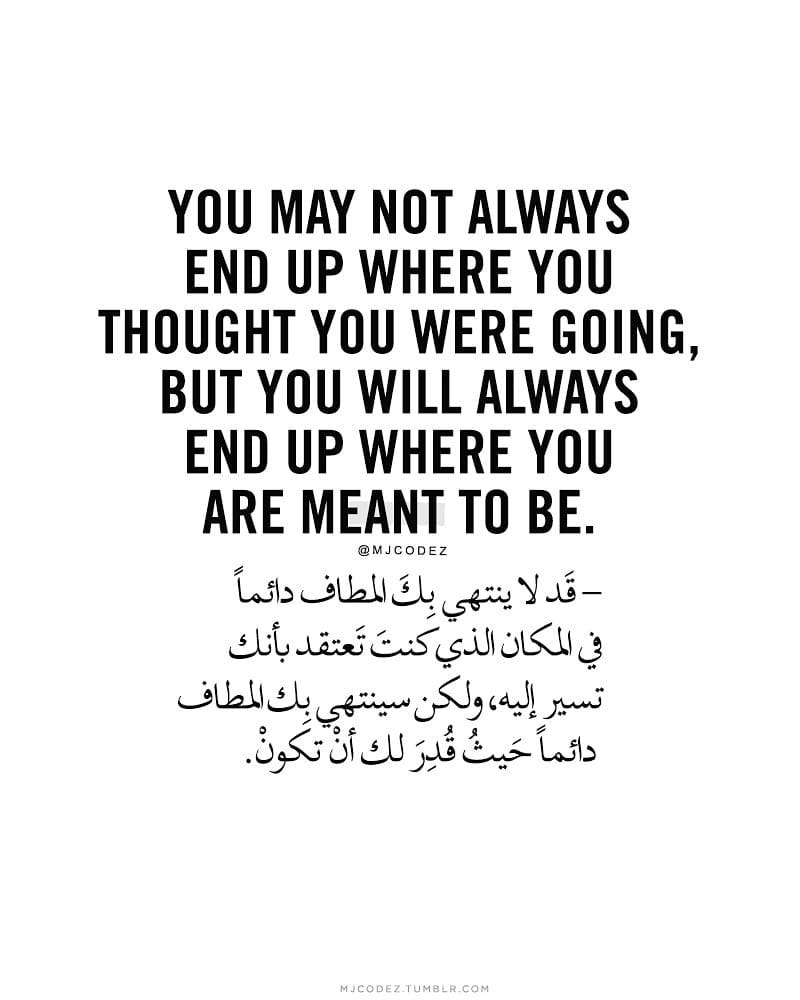 YOU MAY NOT ALWAYS
END UP WHERE YOU
THOUGHT YOU WERE GOING,
BUT YOU WILL ALWAYS
END UP WHERE YOU
ARE MEANT TO BE.
@MJCODEZ
– قَد لا ينتهي بِكَ المطاف دائماً
في المكان الذي كنتَ تَعتقد بأنك
تسير إليه، ولكن سينتهي بِك المطاف
دائماً حَيثُ قُدِرَ لك أنْ تكونْ.
MJCODEZ.TUMBLR.COM